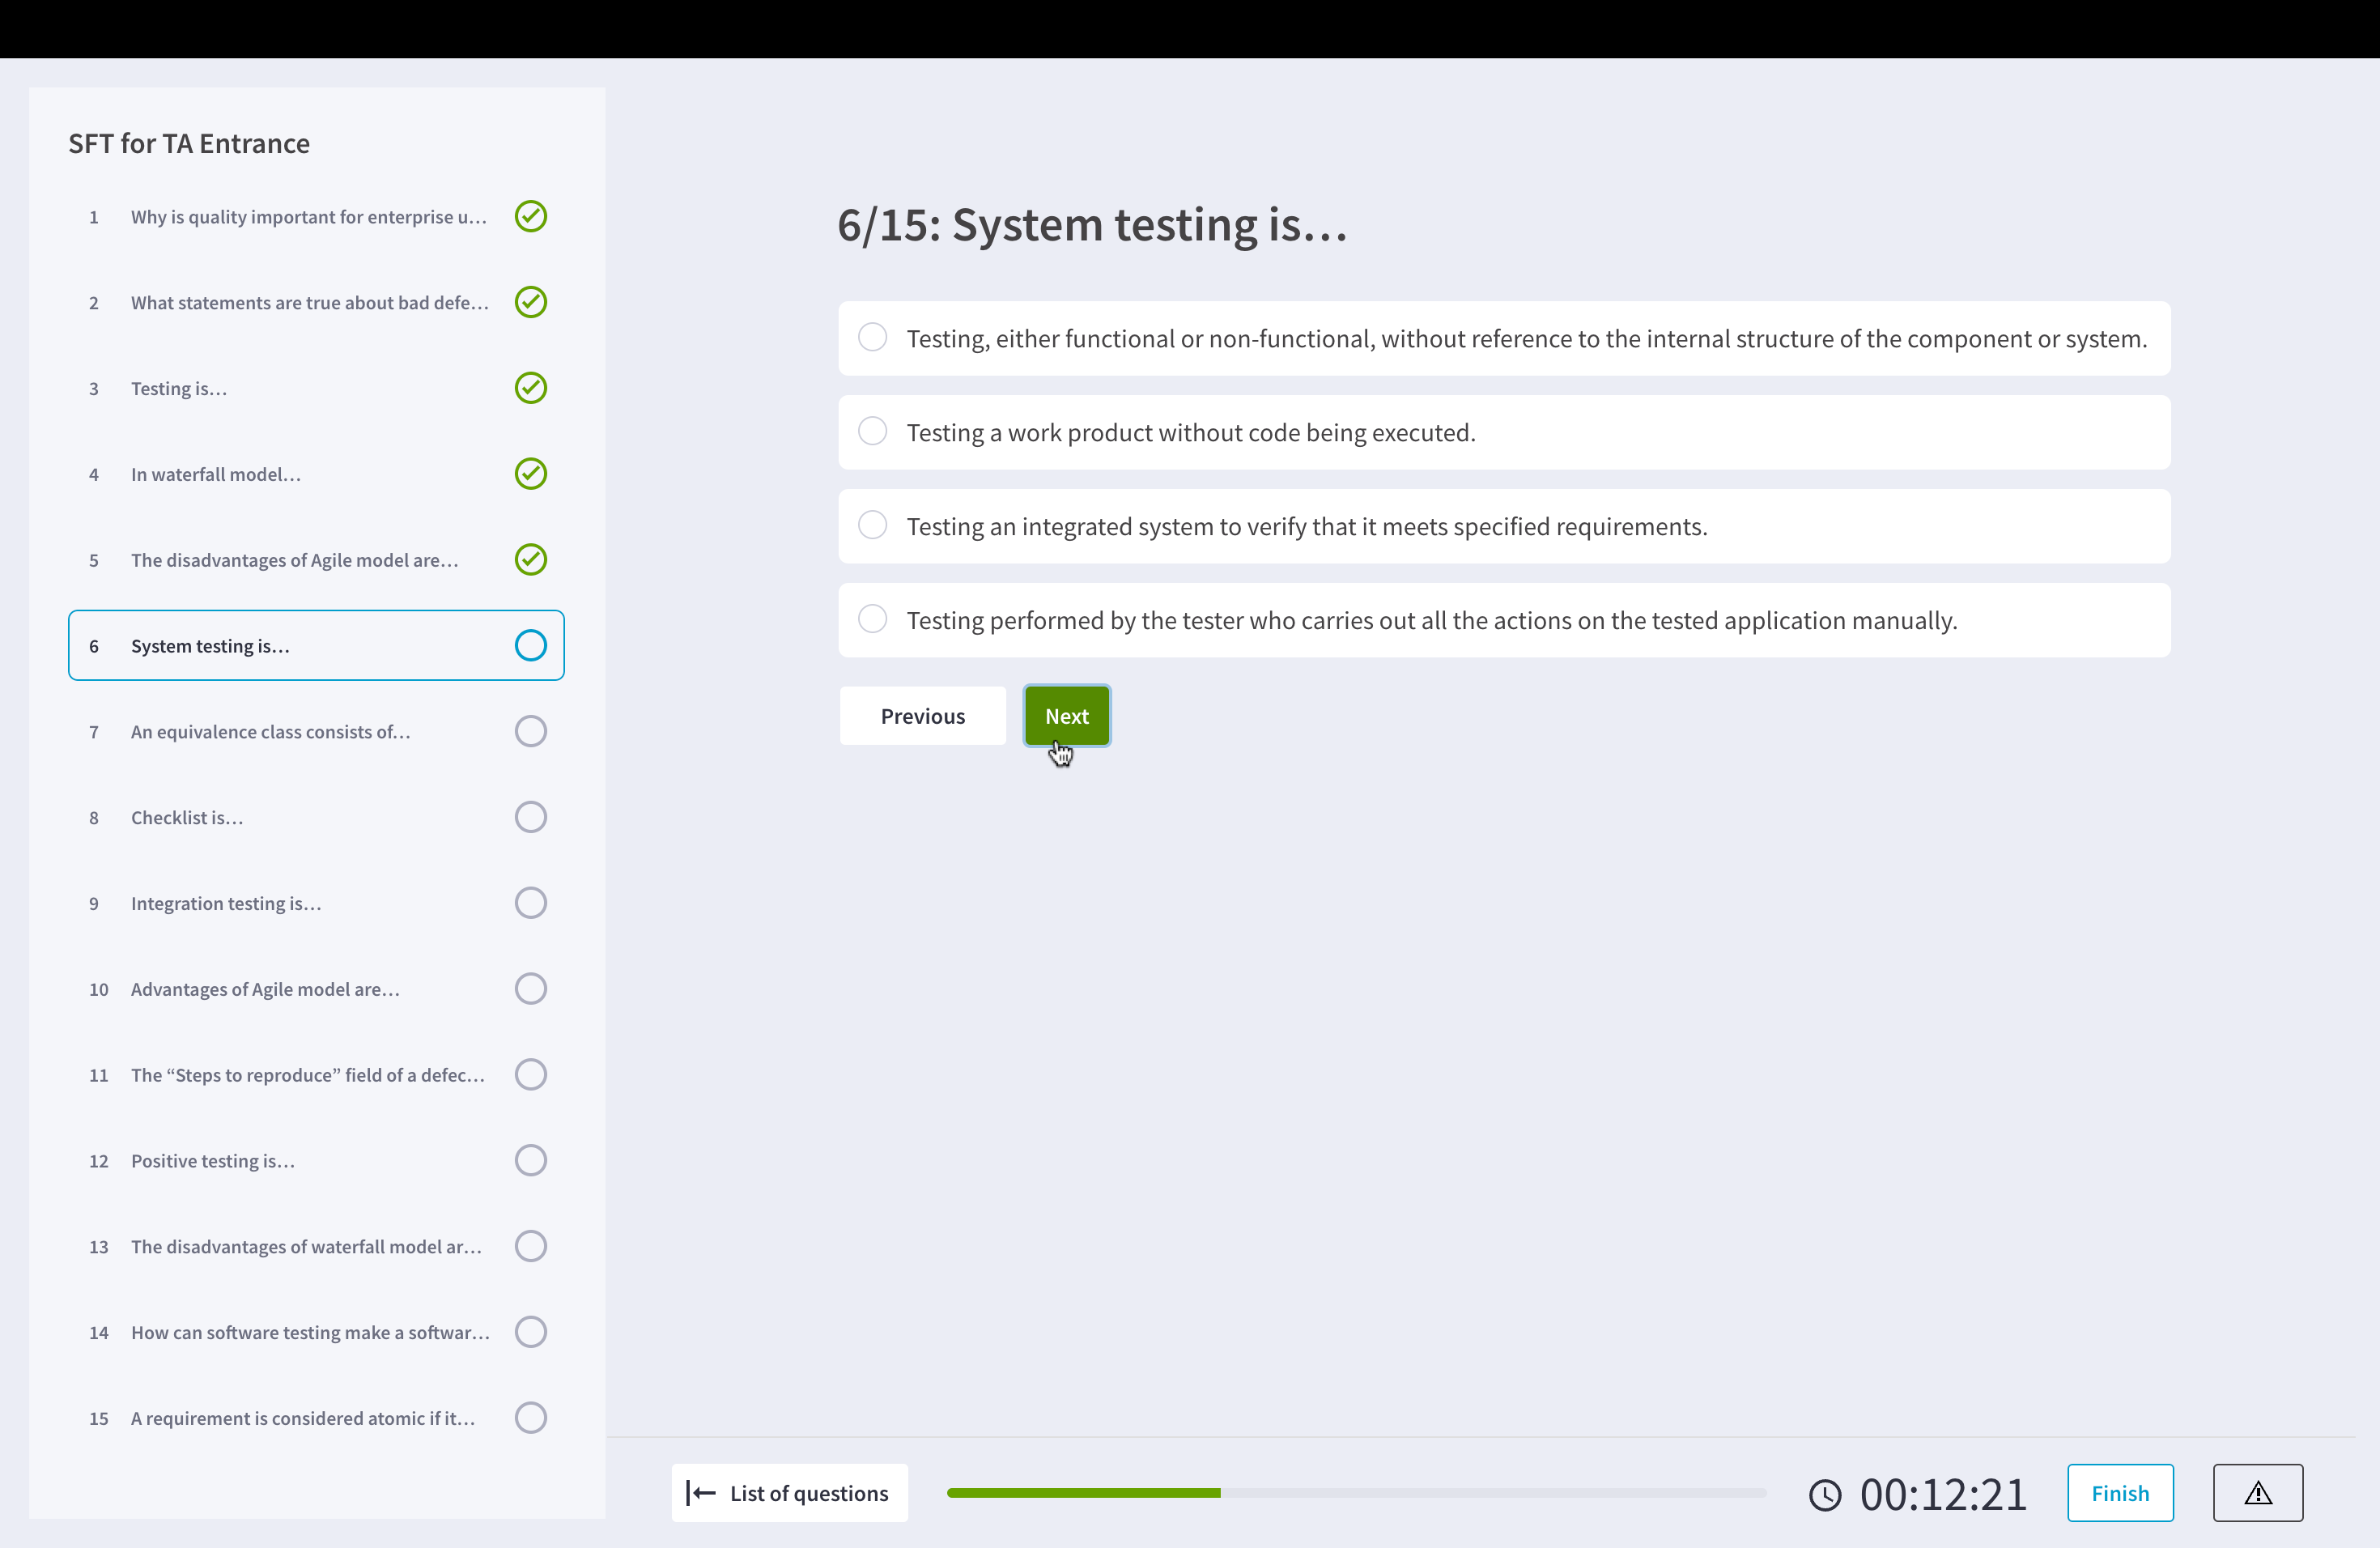 SFT for TA Entrance
1 Why is quality important for enterprise u…
2 What statements are true about bad defe…
3 Testing is…
4 In waterfall model…
5 The disadvantages of Agile model are…
6 System testing is…
7 An equivalence class consists of…
8 Checklist is…
9 Integration testing is…
10 Advantages of Agile model are…
11 The “Steps to reproduce” field of a defec…
12 Positive testing is…
13 The disadvantages of waterfall model ar…
14 How can software testing make a softwar…
15 A requirement is considered atomic if it…
6/15: System testing is…
Testing, either functional or non-functional, without reference to the internal structure of the component or system.
Testing a work product without code being executed.
Testing an integrated system to verify that it meets specified requirements.
Testing performed by the tester who carries out all the actions on the tested application manually.
Previous Next
List of questions 00:12:21 Finish